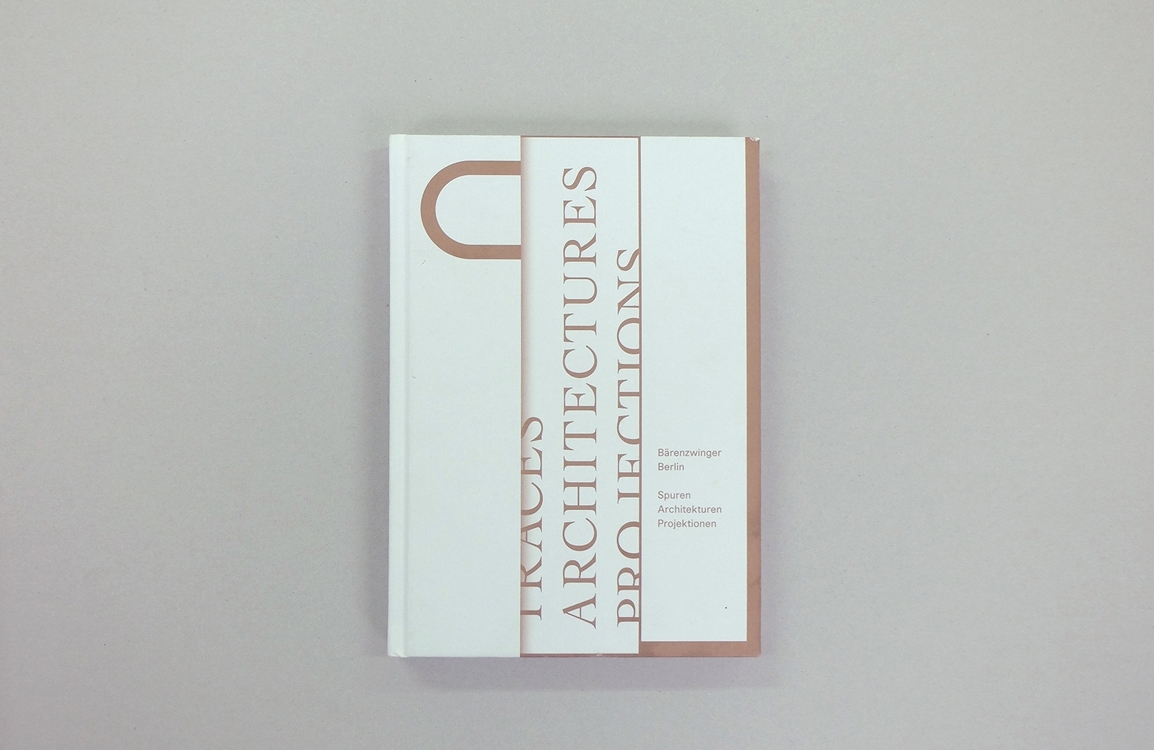 TRACES
ARCHITECTURES
PROJECTIONS
Bärenzwinger
Berlin
Spuren
Architekturen
Projektionen